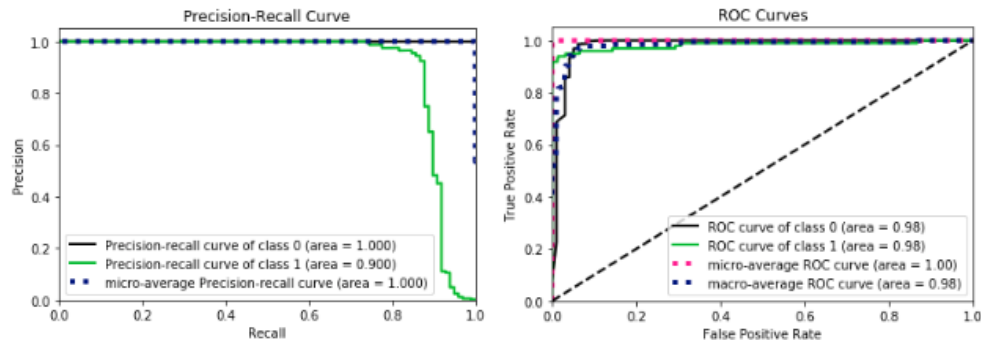 Precision-Recall Curve
1.0
0.8
0.6
0.4
0.2
0.0
Precision
Precision-recall curve of class 0 (area = 1.000)
Precision-recall curve of class 1 (area = 0.900)
micro-average Precision-recall curve (area = 1.000)
0.0 0.2 0.4 0.6 0.8 1.0
Recall
ROC Curves
1.0
0.8
0.6
0.4
0.2
0.0
True Positive Rate
ROC curve of class 0 (area = 0.98)
ROC curve of class 1 (area = 0.98)
micro-average ROC curve (area = 1.00)
macro-average ROC curve (area = 0.98)
0.0 0.2 0.4 0.6 0.8 1.0
False Positive Rate